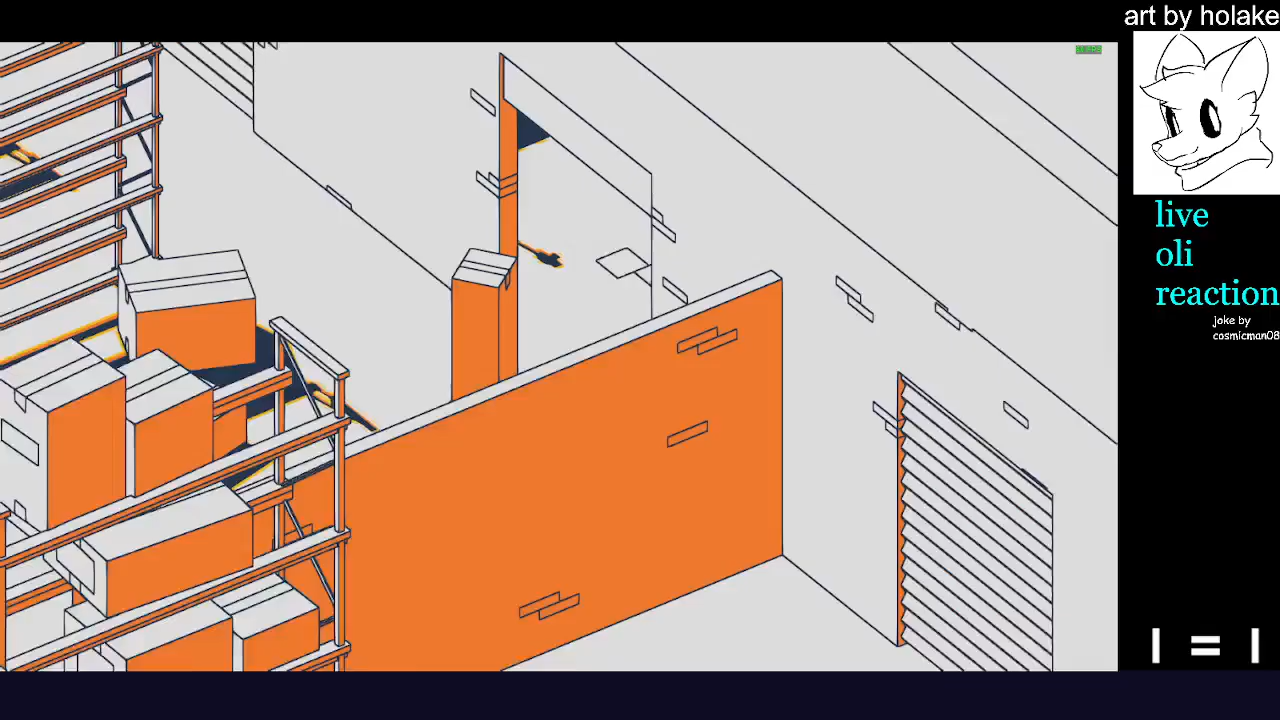 art by holake
live
oli
reaction
joke by
cosmicman08
| = |